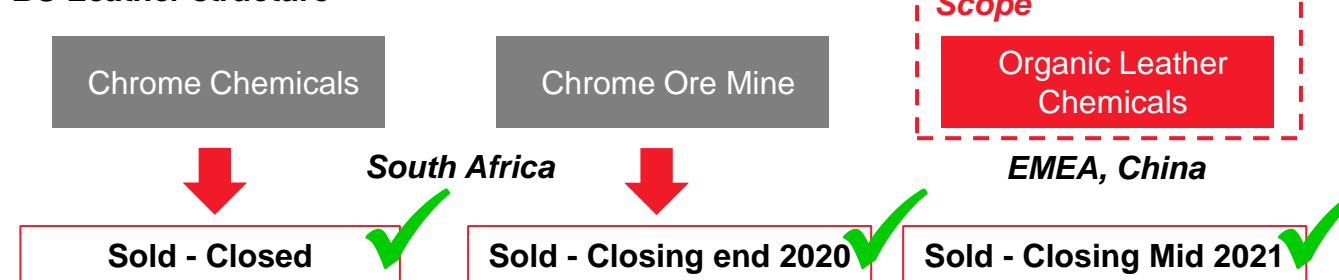 Scope
Chrome Chemicals
Chrome Ore Mine
Organic Leather
Chemicals
South Africa
EMEA, China
Sold - Closed
Sold - Closing end 2020
Sold - Closing Mid 2021